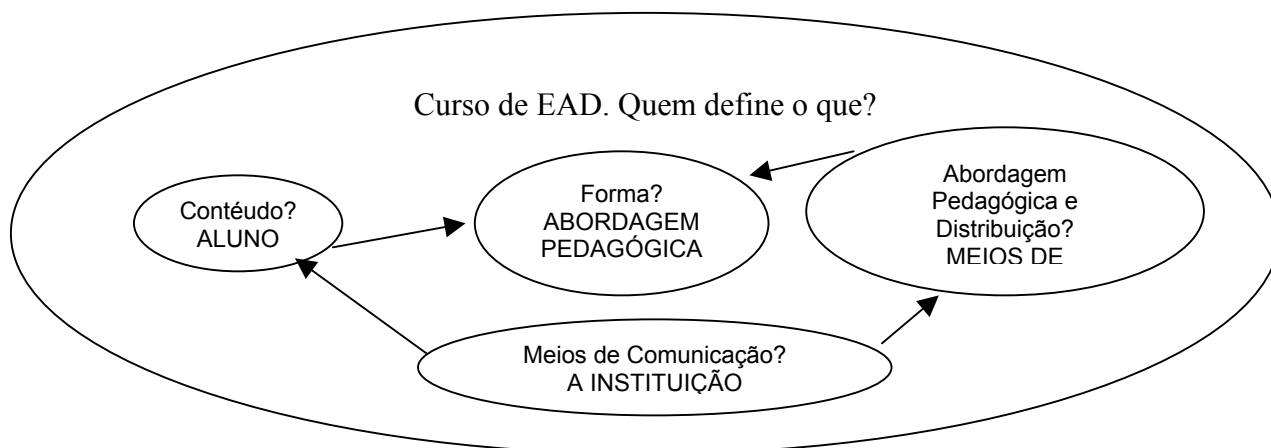 Curso de EAD. Quem define o que?
Contéudo?
ALUNO
Forma?
ABORDAGEM
PEDAGÓGICA
Abordagem
Pedagógica e
Distribuição?
MEIOS DE
Meios de Comunicação?
A INSTITUIÇÃO